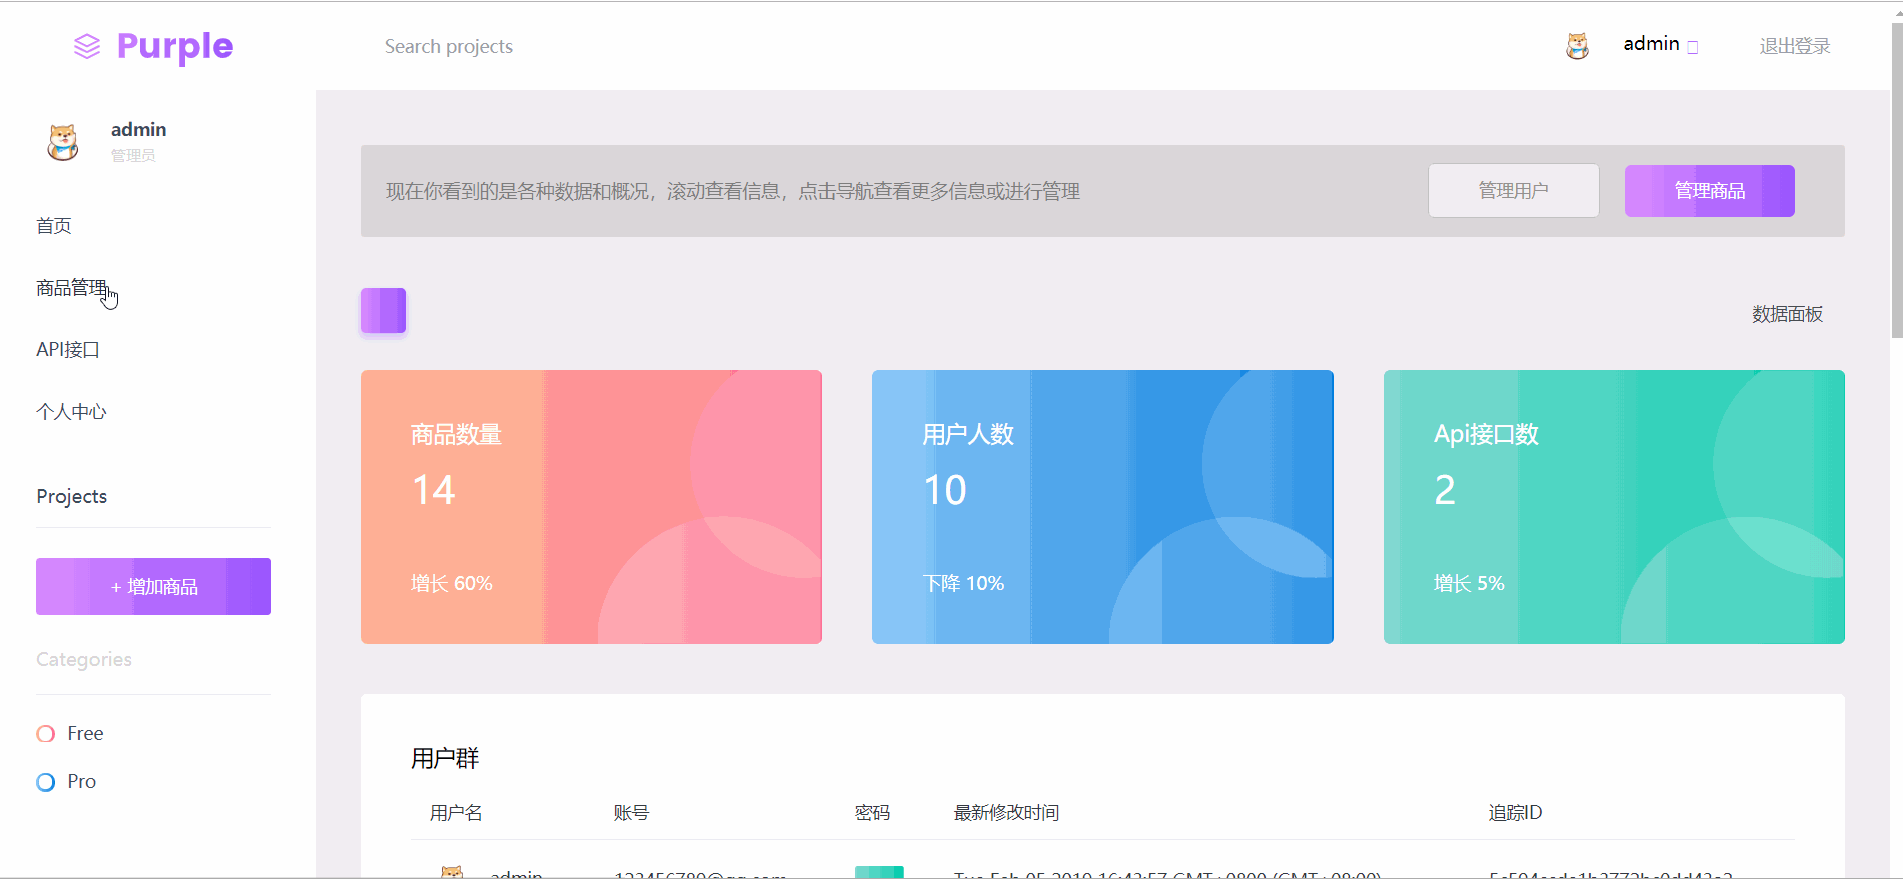 Purple
Search projects
admin
退出登录
admin
管理员
首页
商品管理
API接口
个人中心
Projects
+ 增加商品
Categories
Free
Pro
现在你看到的是各种数据和概况，滚动查看信息，点击导航查看更多信息或进行管理
管理用户
管理商品
数据面板
商品数量
14
增长 60%
用户人数
10
下降 10%
Api接口数
2
增长 5%
用户群
用户名 账号 密码 最新修改时间 追踪ID
admin